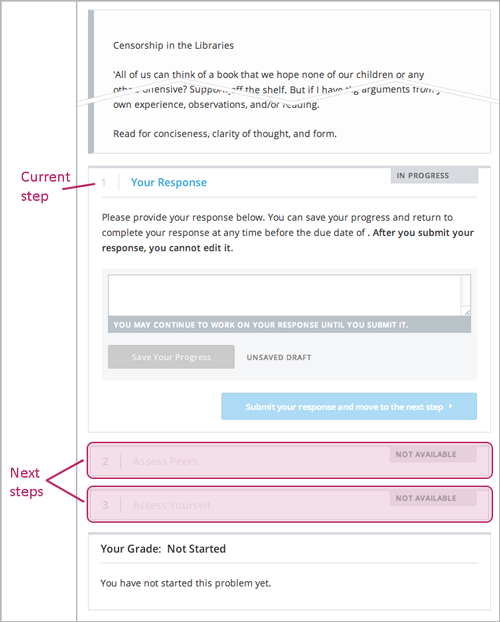 Censorship in the Libraries
'All of us can think of a book that we hope none of our children or any
offensive? off the shelf. But if I have arguments from
own experience, observations, and/or reading.
Read for conciseness, clarity of thought, and form.
Current
step
1 Your Response
IN PROGRESS
Please provide your response below. You can save your progress and return to
complete your response at any time before the due date of . After you submit your
response, you cannot edit it.
YOU MAY CONTINUE TO WORK ON YOUR RESPONSE UNTIL YOU SUBMIT IT.
Save Your Progress
UNSAVED DRAFT
Submit your response and move to the next step
Next
steps
2 Assess Peers
NOT AVAILABLE
3 Assess Yourself
NOT AVAILABLE
Your Grade: Not Started
You have not started this problem yet.